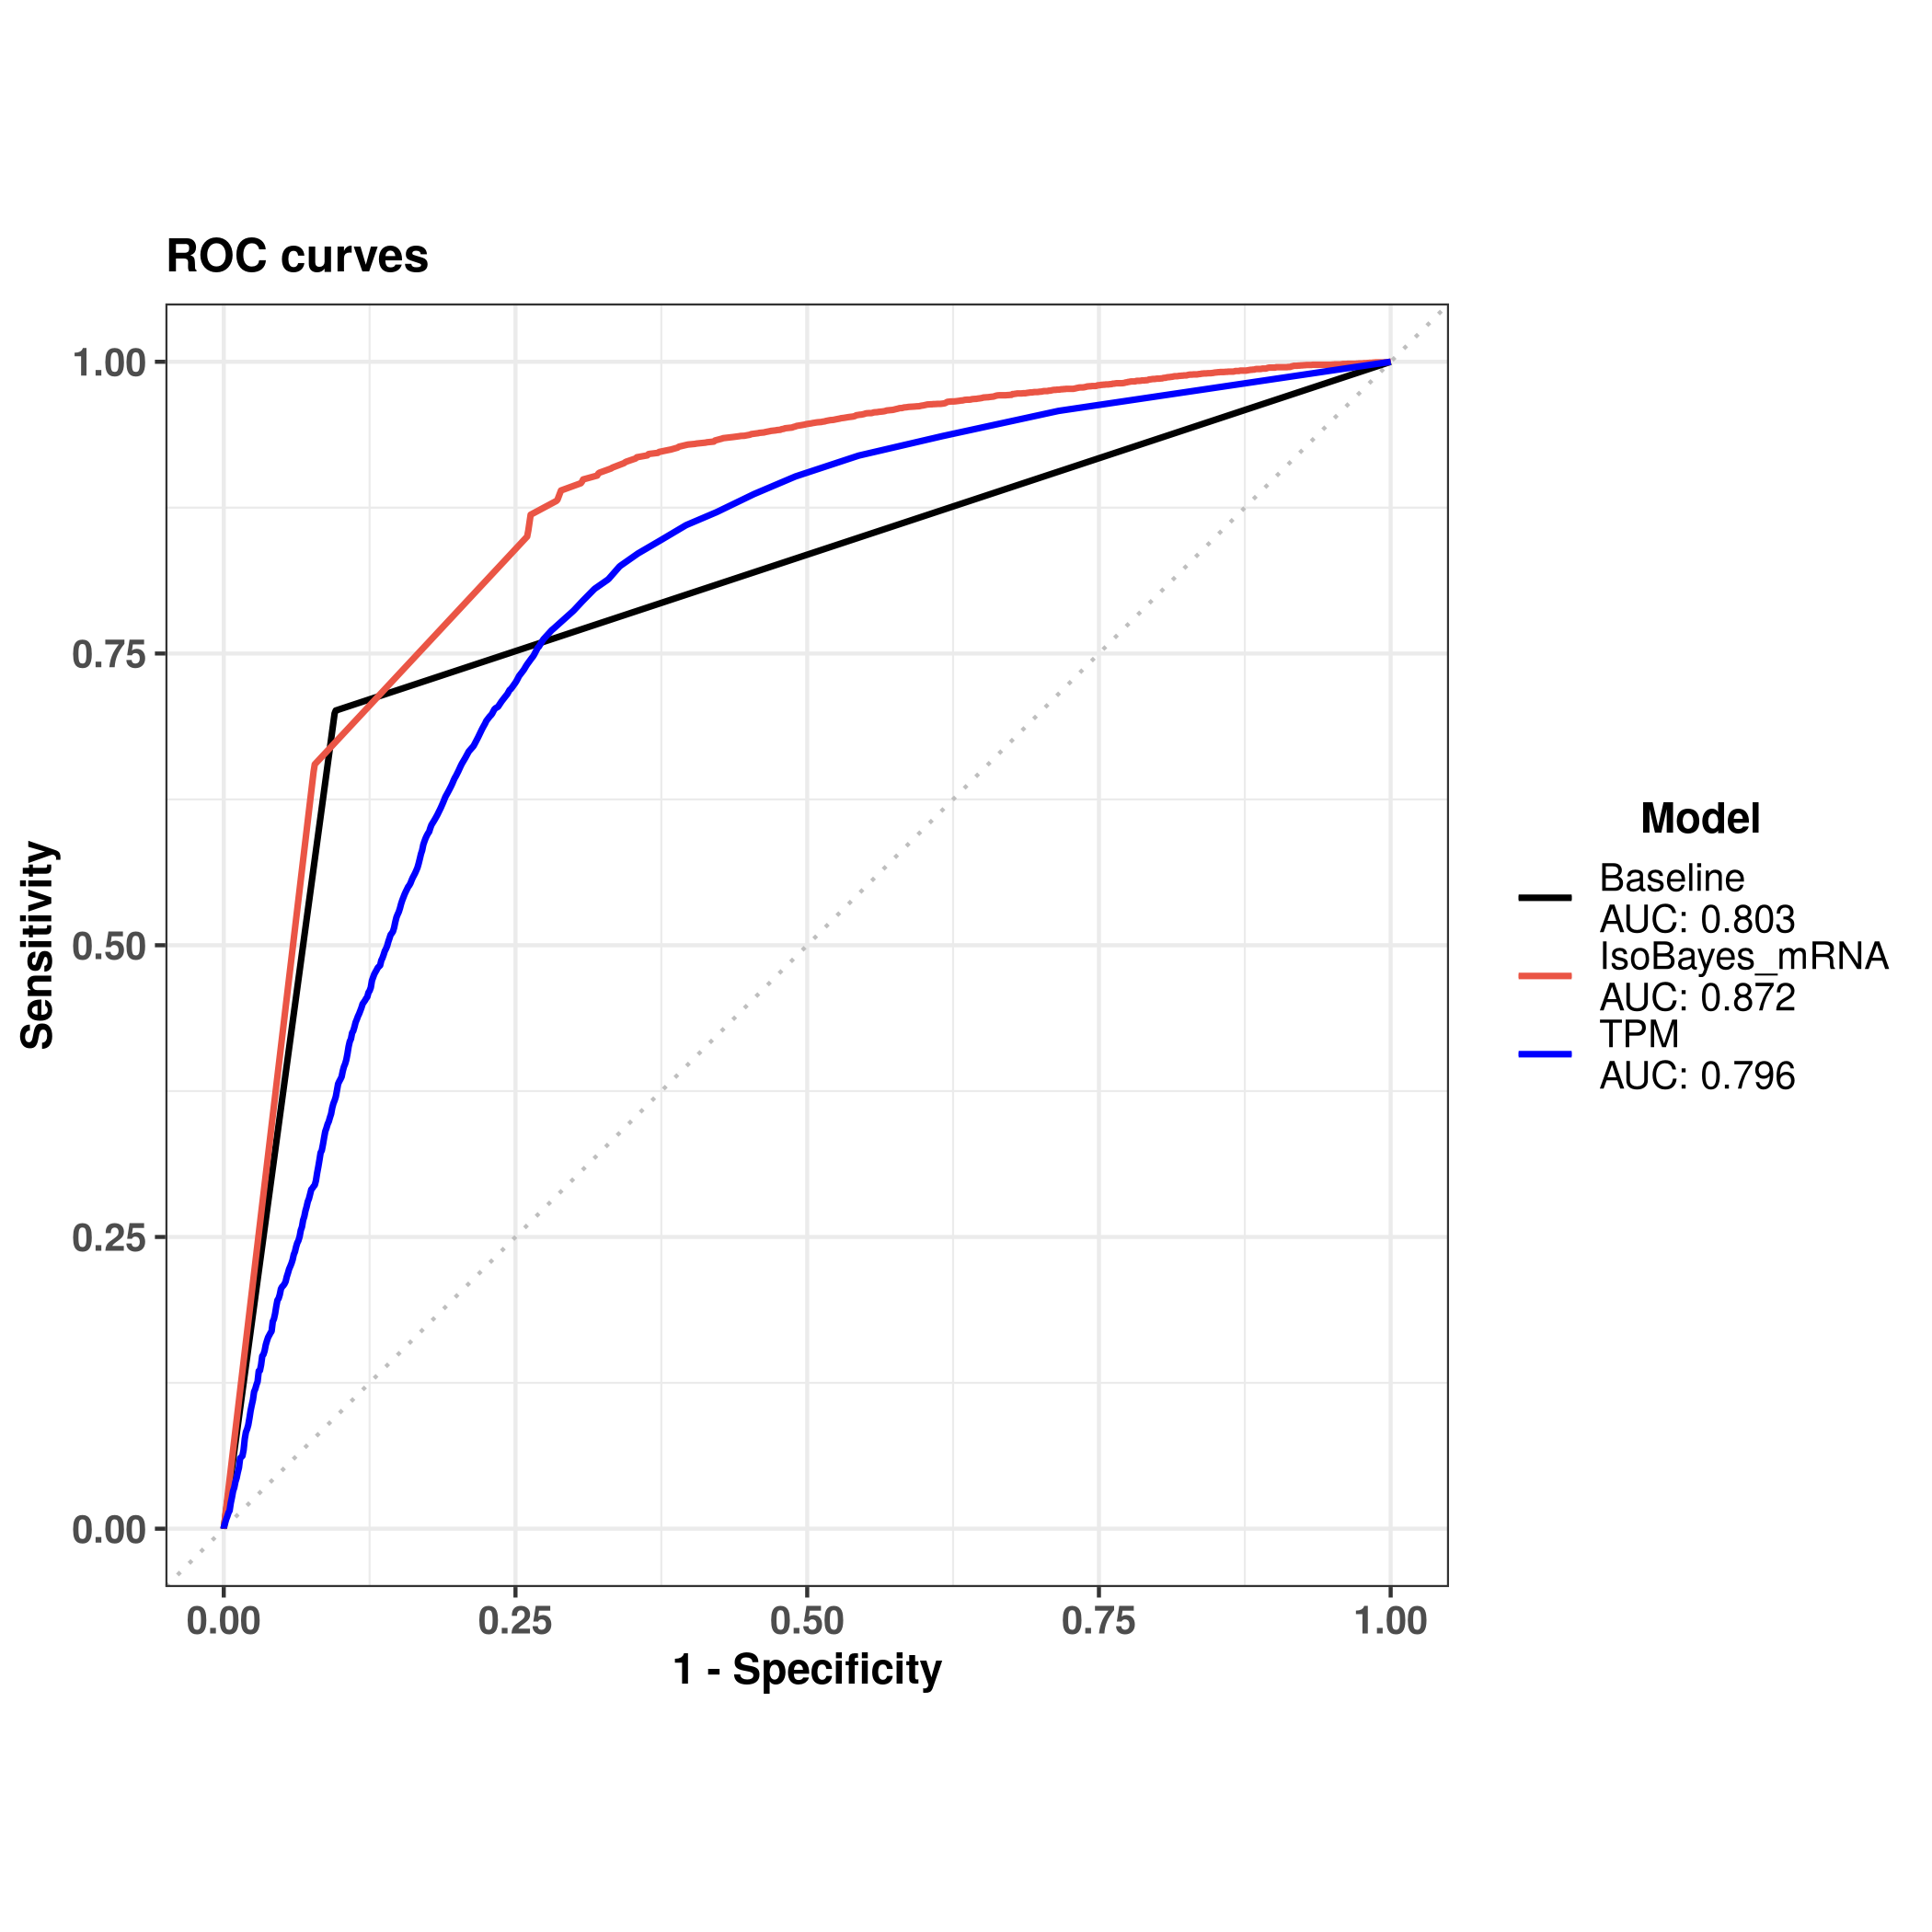 ROC curves
1.00
0.75
0.50
0.25
0.00
Sensitivity
0.00 0.25 0.50 0.75 1.00
1 - Specificity
Model
Baseline
AUC: 0.803
IsoBayes_mRNA
AUC: 0.872
TPM
AUC: 0.796